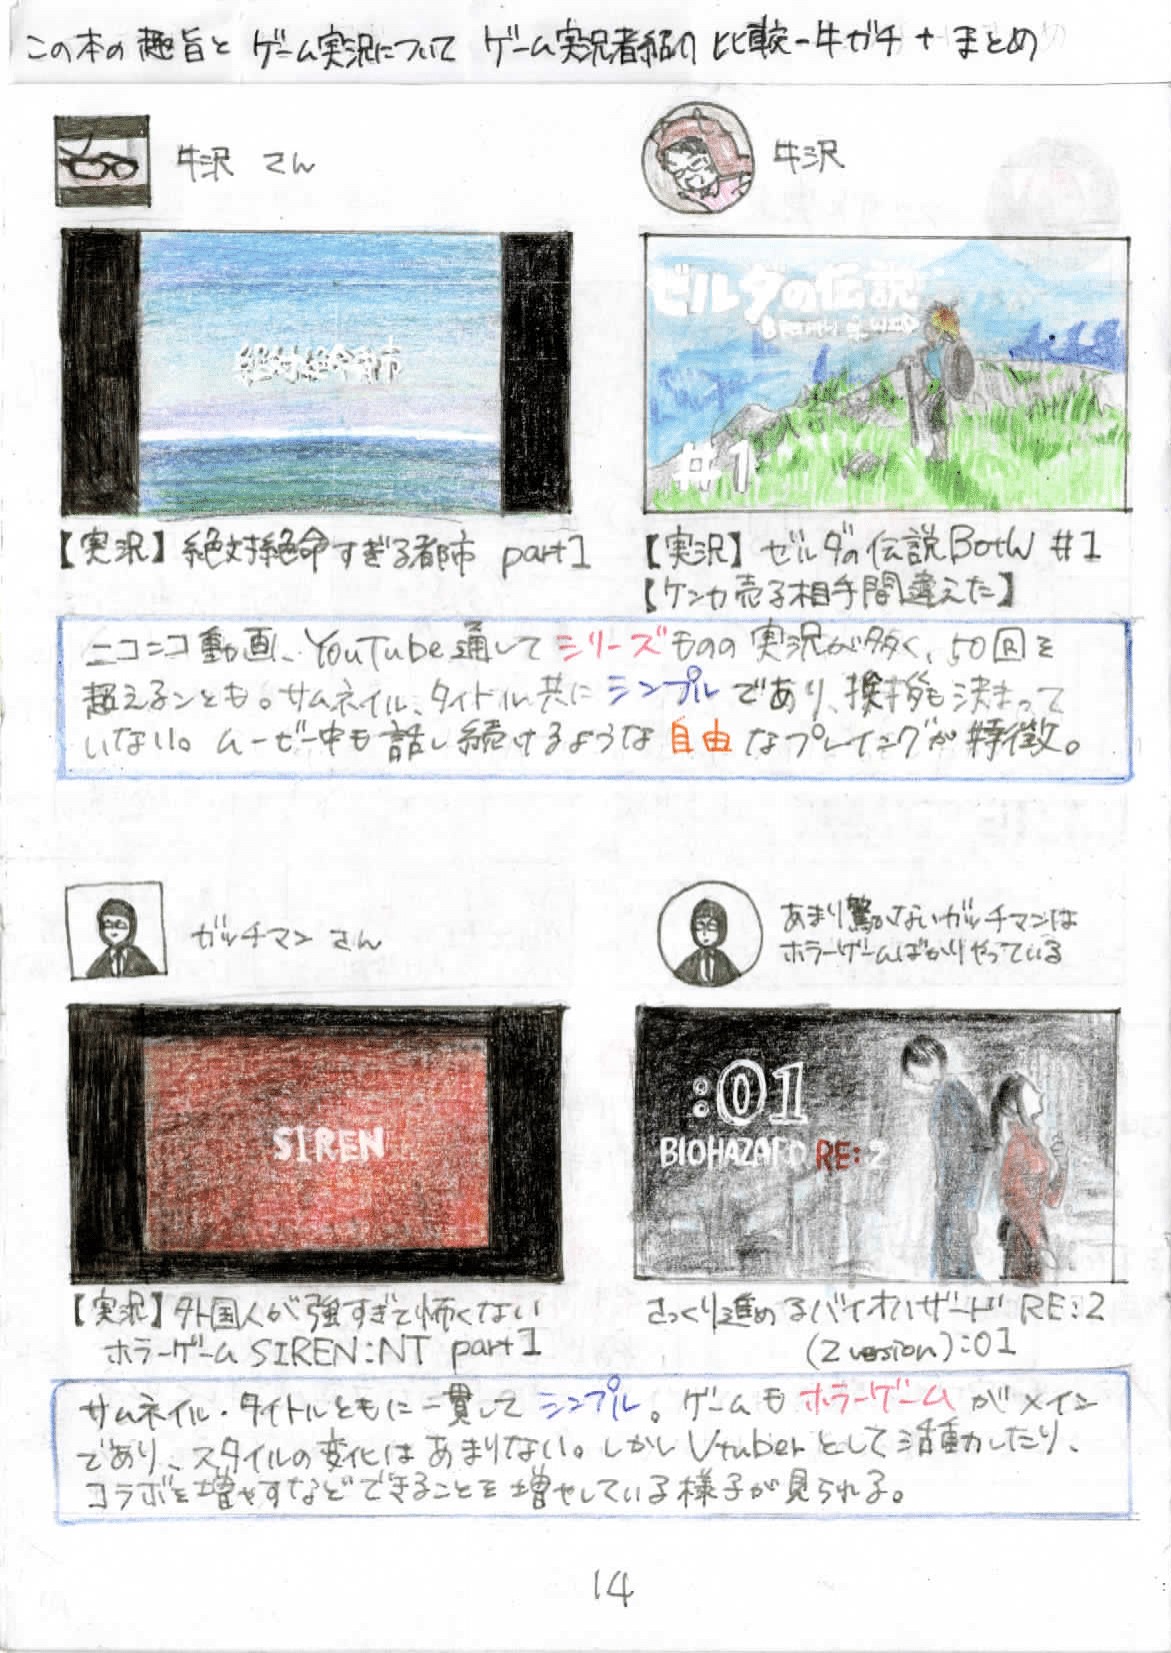 この本の趣旨と ゲーム実況について ゲーム実況者紹介 比較-牛ガチ + まとめ
牛沢 さん
牛沢
絶対絶命都市
ゼルダの伝説
BREATH of WILD
#1
【実況】絶対絶命すぎる都市 part1
【実況】ゼルダの伝説BotW #1
【ケンカ売る相手間違えた】
ニコニコ動画、YouTube通してシリーズものの実況が多く、50回を
超えるンとも。サムネイル、タイトル共にシンプルであり、挨拶も決まって
いない。ムービー中も話し続けるような自由なプレイングが特徴。
ガッチマン さん
あまり驚かないガッチマンは
ホラーゲームばかりやっている
SIREN
:01
BIOHAZARD RE:2
【実況】外国人が強すぎて怖くない
ホラーゲーム SIREN:NT part1
さっくり進めるバイオハザード RE:2
(Z version):01
サムネイル・タイトルともに一貫してシンプル。ゲームもホラーゲームがメイン
であり、スタイルの変化はあまりない。しかしVtuberとして活動したり、
コラボを増やすなどできることを増やしている様子が見られる。
14